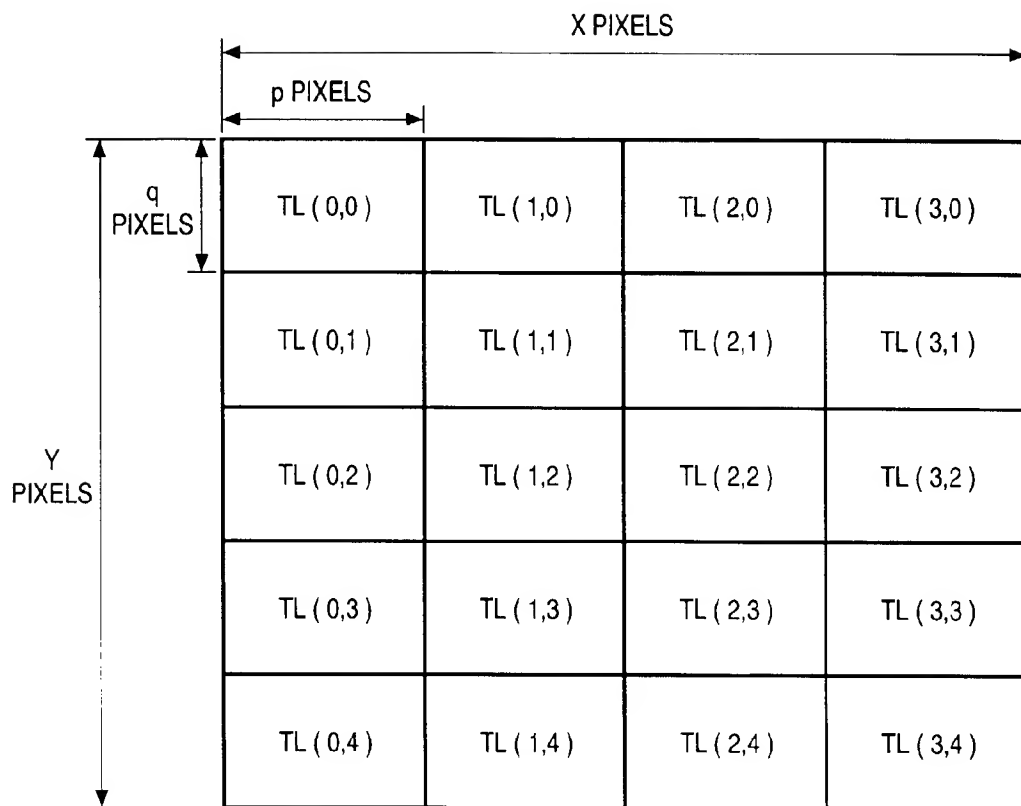 X PIXELS
p PIXELS
q
PIXELS
TL ( 0,0 ) TL ( 1,0 ) TL ( 2,0 ) TL ( 3,0 )
TL ( 0,1 ) TL ( 1,1 ) TL ( 2,1 ) TL ( 3,1 )
Y
PIXELS
TL ( 0,2 ) TL ( 1,2 ) TL ( 2,2 ) TL ( 3,2 )
TL ( 0,3 ) TL ( 1,3 ) TL ( 2,3 ) TL ( 3,3 )
TL ( 0,4 ) TL ( 1,4 ) TL ( 2,4 ) TL ( 3,4 )